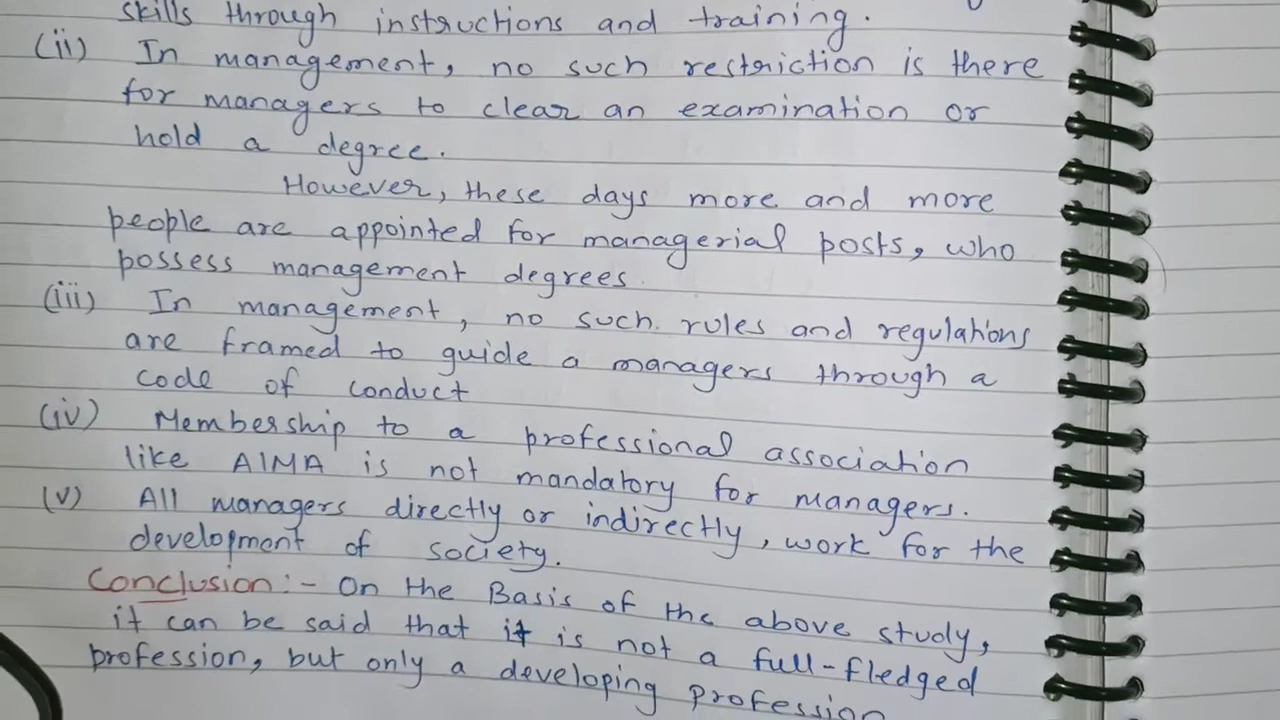 skills through instructions and training.
(ii) In management, no such restriction is there
for managers to clear an examination or
hold a degree.
However, these days more and more
people are appointed for managerial posts, who
possess management degrees.
(iii) In management, no such rules and regulations
are framed to guide a managers through a
code of conduct
(iv) Membership to a professional association
like AIMA is not mandatory for managers.
(v) All managers directly or indirectly, work for the
development of society.
Conclusion:- On the Basis of the above study,
it can be said that it is not a full-fledged
profession, but only a developing profession